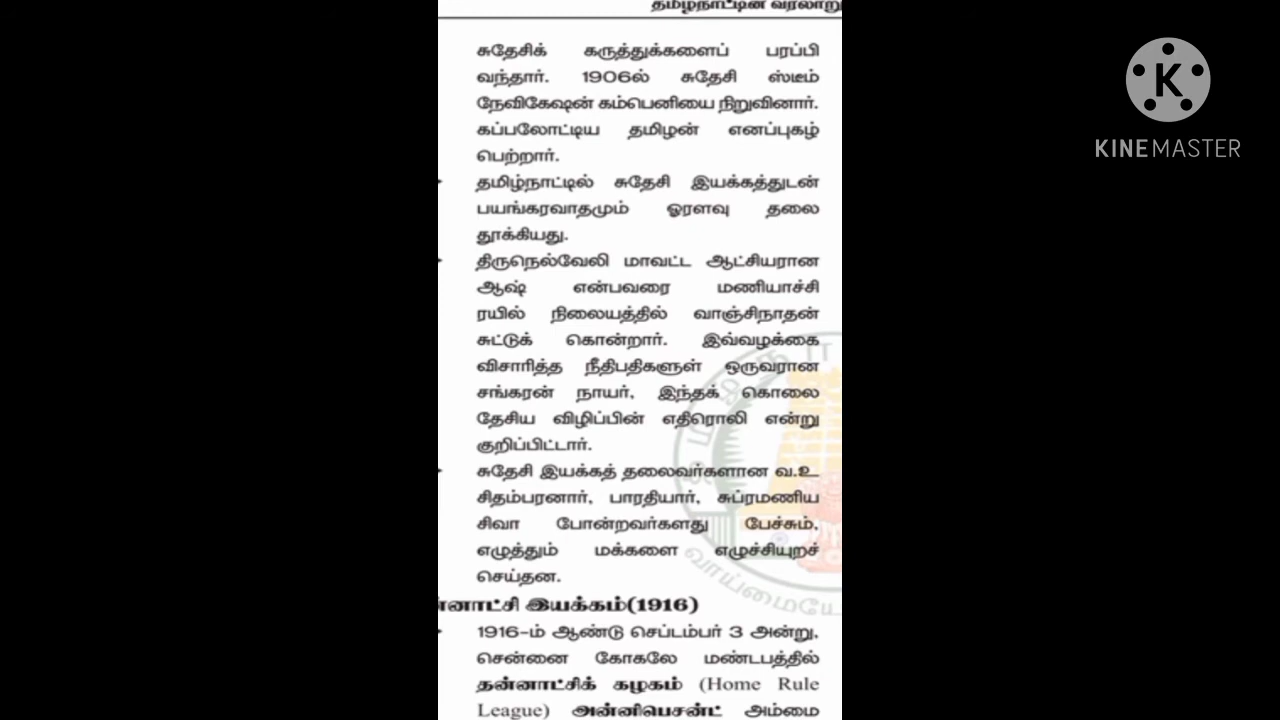 தமிழ்நாட்டின் வரலாறு
சுதேசிக் கருத்துக்களைப் பரப்பி
வந்தார். 1906ல் சுதேசி ஸ்டீம்
நேவிகேஷன் கம்பெனியை நிறுவினார்.
கப்பலோட்டிய தமிழன் எனப்புகழ்
பெற்றார்.
தமிழ்நாட்டில் சுதேசி இயக்கத்துடன்
பயங்கரவாதமும் ஓரளவு தலை
தூக்கியது.
திருநெல்வேலி மாவட்ட ஆட்சியரான
ஆஷ் என்பவரை மணியாச்சி
ரயில் நிலையத்தில் வாஞ்சிநாதன்
சுட்டுக் கொன்றார். இவ்வழக்கை
விசாரித்த நீதிபதிகளுள் ஒருவரான
சங்கரன் நாயர், இந்தக் கொலை
தேசிய விழிப்பின் எதிரொலி என்று
குறிப்பிட்டார்.
சுதேசி இயக்கத் தலைவர்களான வ.உ
சிதம்பரனார், பாரதியார், சுப்ரமணிய
சிவா போன்றவர்களது பேச்சும்,
எழுத்தும் மக்களை எழுச்சியுறச்
செய்தன.
ன்னாட்சி இயக்கம்(1916)
1916-ம் ஆண்டு செப்டம்பர் 3 அன்று,
சென்னை கோகலே மண்டபத்தில்
தன்னாட்சிக் கழகம் (Home Rule
League) அன்னிபெசன்ட் அம்மை
KINEMASTER